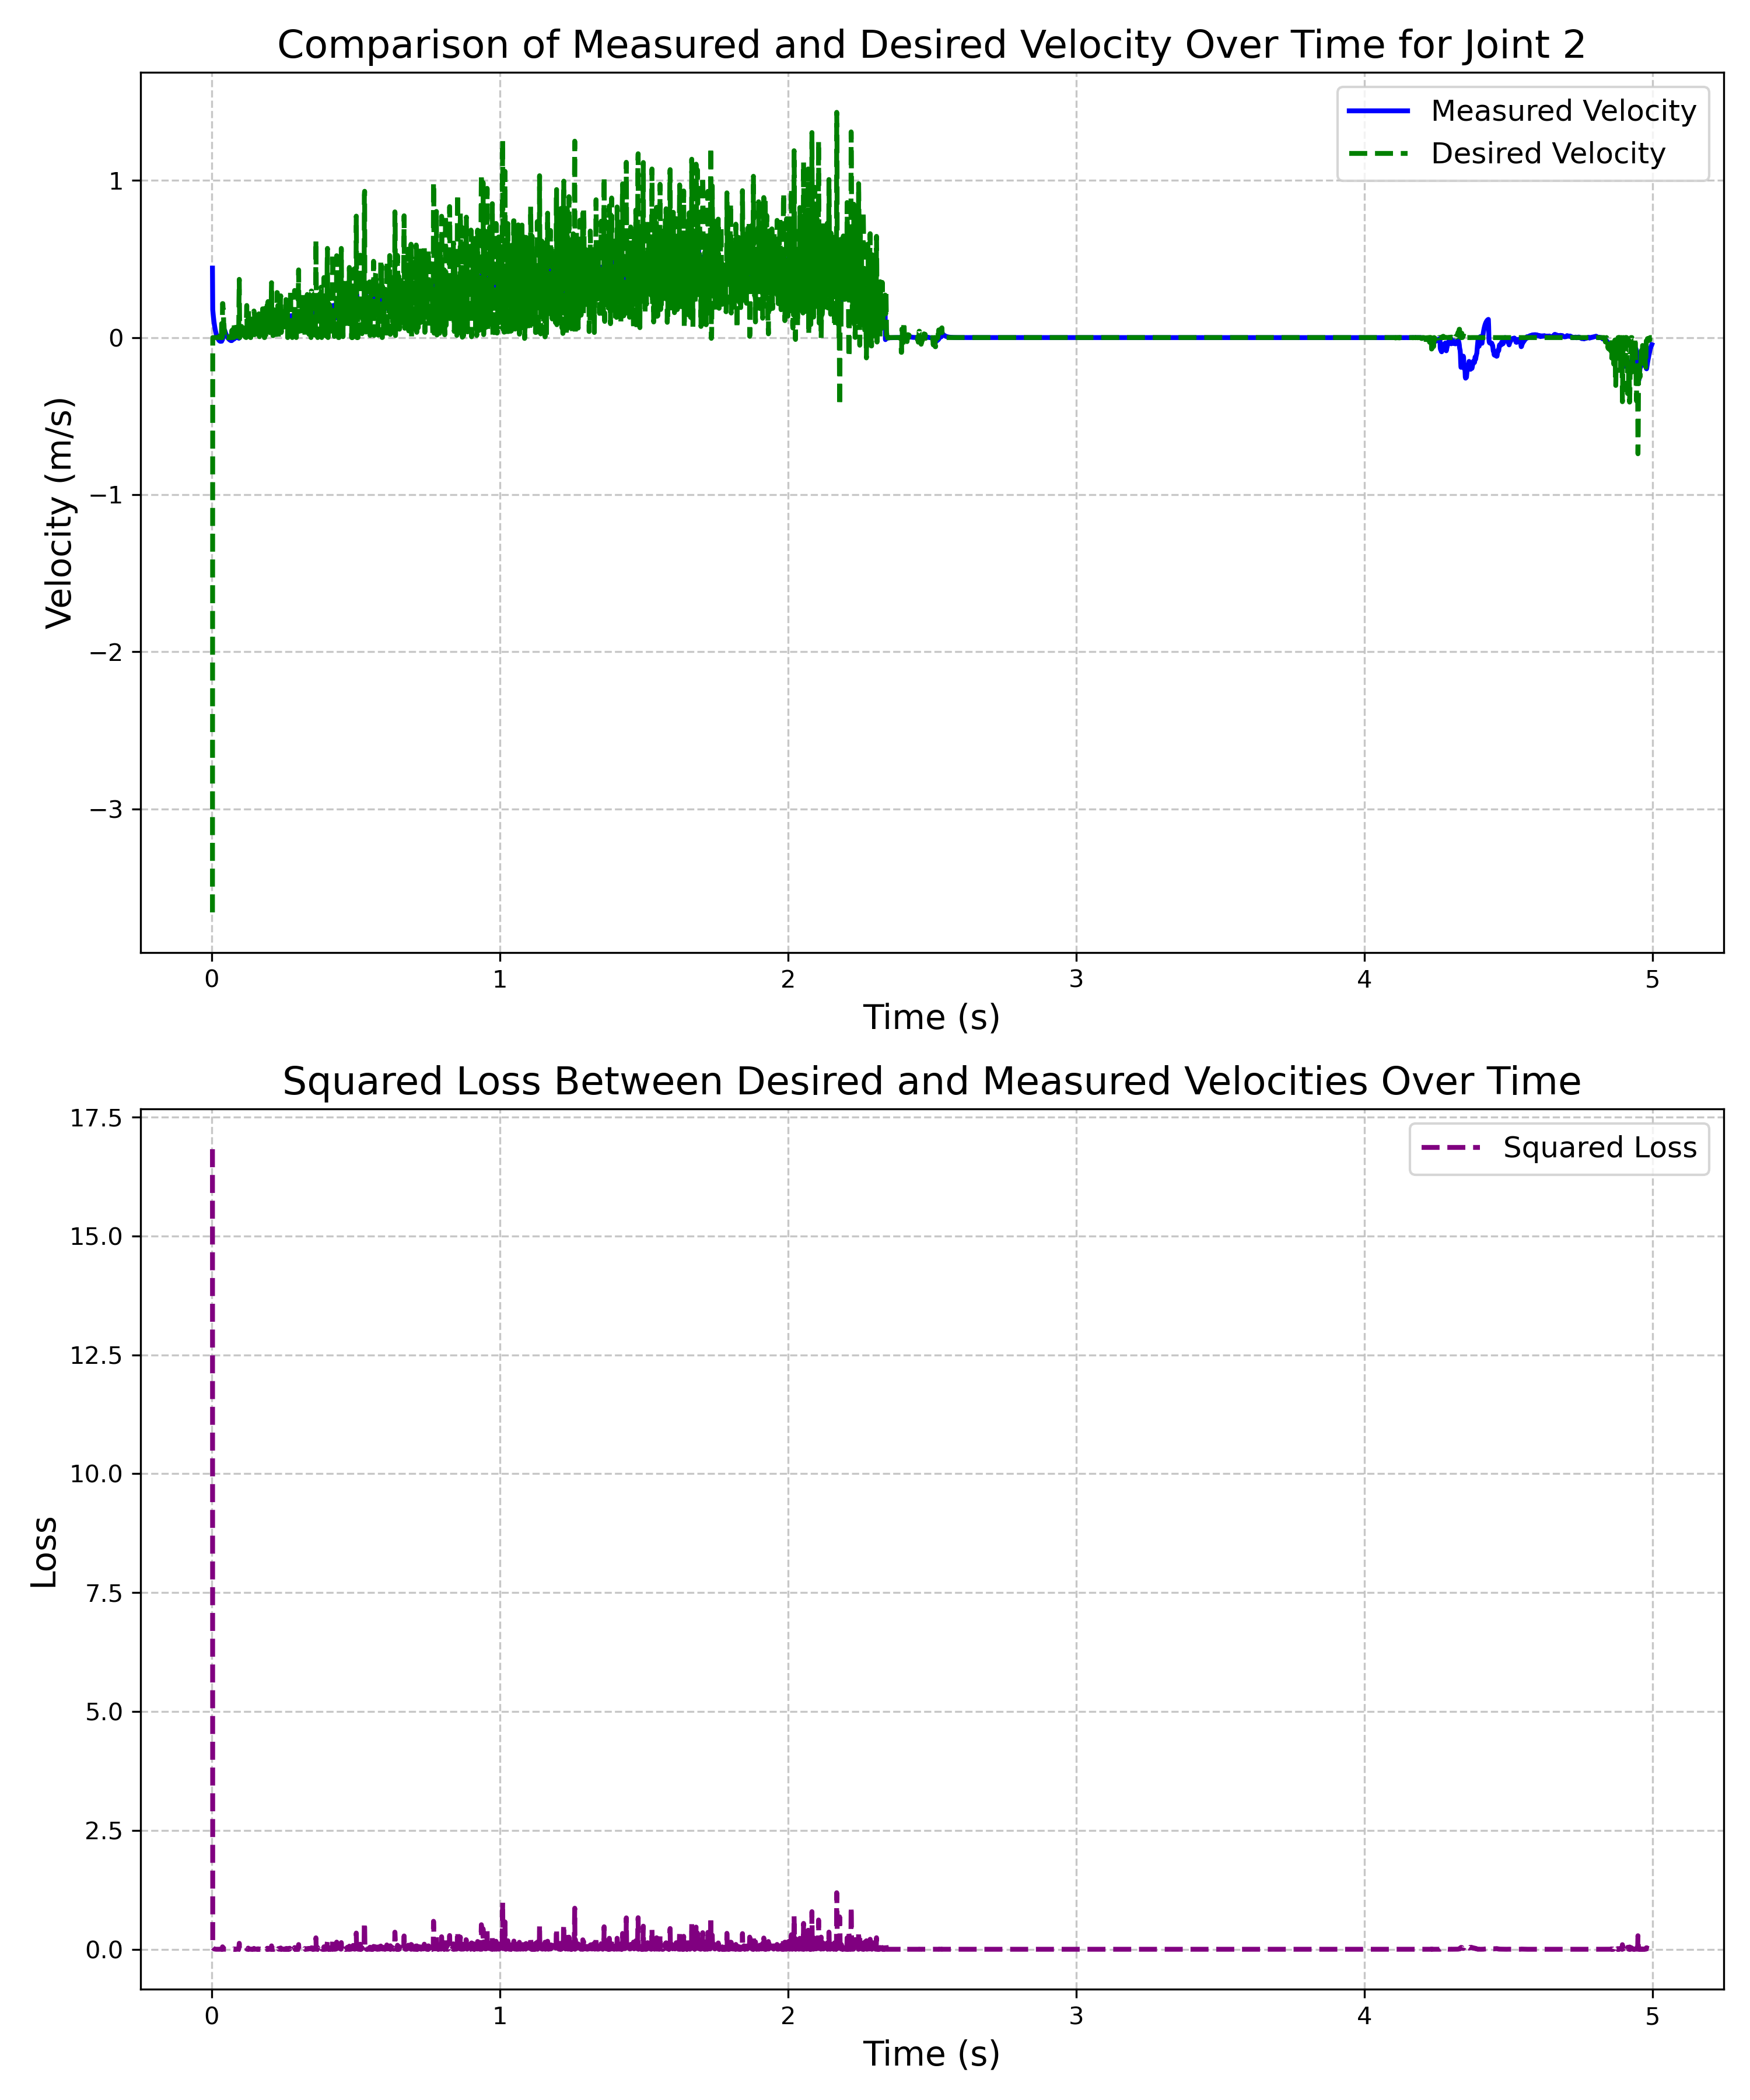 Comparison of Measured and Desired Velocity Over Time for Joint 2
Measured Velocity
Desired Velocity
1
0
−1
−2
−3
Velocity (m/s)
0 1 2 3 4 5
Time (s)
Squared Loss Between Desired and Measured Velocities Over Time
Squared Loss
17.5
15.0
12.5
10.0
7.5
5.0
2.5
0.0
Loss
0 1 2 3 4 5
Time (s)